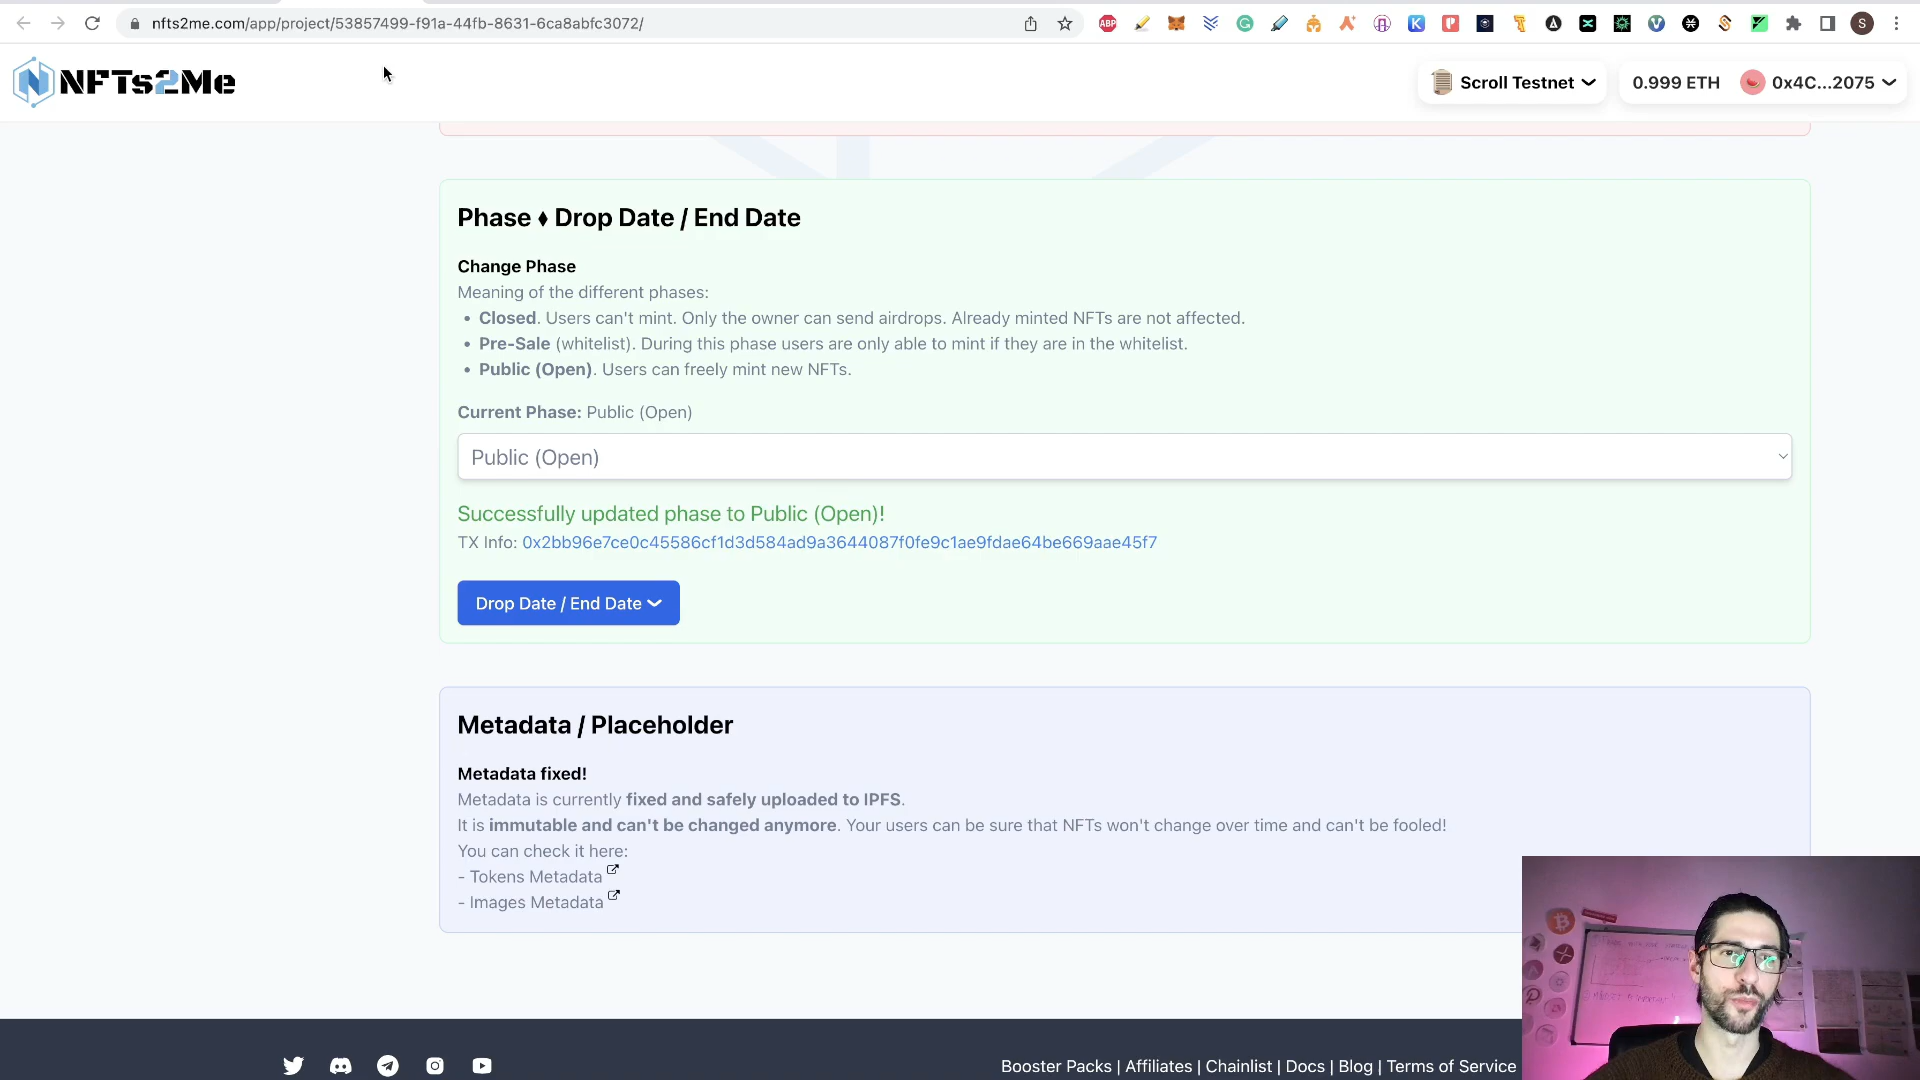 nfts2me.com/app/project/53857499-f91a-44fb-8631-6ca8abfc3072/
ABP
S
NFTs2Me
Scroll Testnet
0.999 ETH
0x4C...2075
Phase ♦ Drop Date / End Date
Change Phase
Meaning of the different phases:
• Closed. Users can't mint. Only the owner can send airdrops. Already minted NFTs are not affected.
• Pre-Sale (whitelist). During this phase users are only able to mint if they are in the whitelist.
• Public (Open). Users can freely mint new NFTs.
Current Phase: Public (Open)
Public (Open)
Successfully updated phase to Public (Open)!
TX Info: 0x2bb96e7ce0c45586cf1d3d584ad9a3644087f0fe9c1ae9fdae64be669aae45f7
Drop Date / End Date
Metadata / Placeholder
Metadata fixed!
Metadata is currently fixed and safely uploaded to IPFS.
It is immutable and can't be changed anymore. Your users can be sure that NFTs won't change over time and can't be fooled!
You can check it here:
- Tokens Metadata
- Images Metadata
Booster Packs | Affiliates | Chainlist | Docs | Blog | Terms of Service